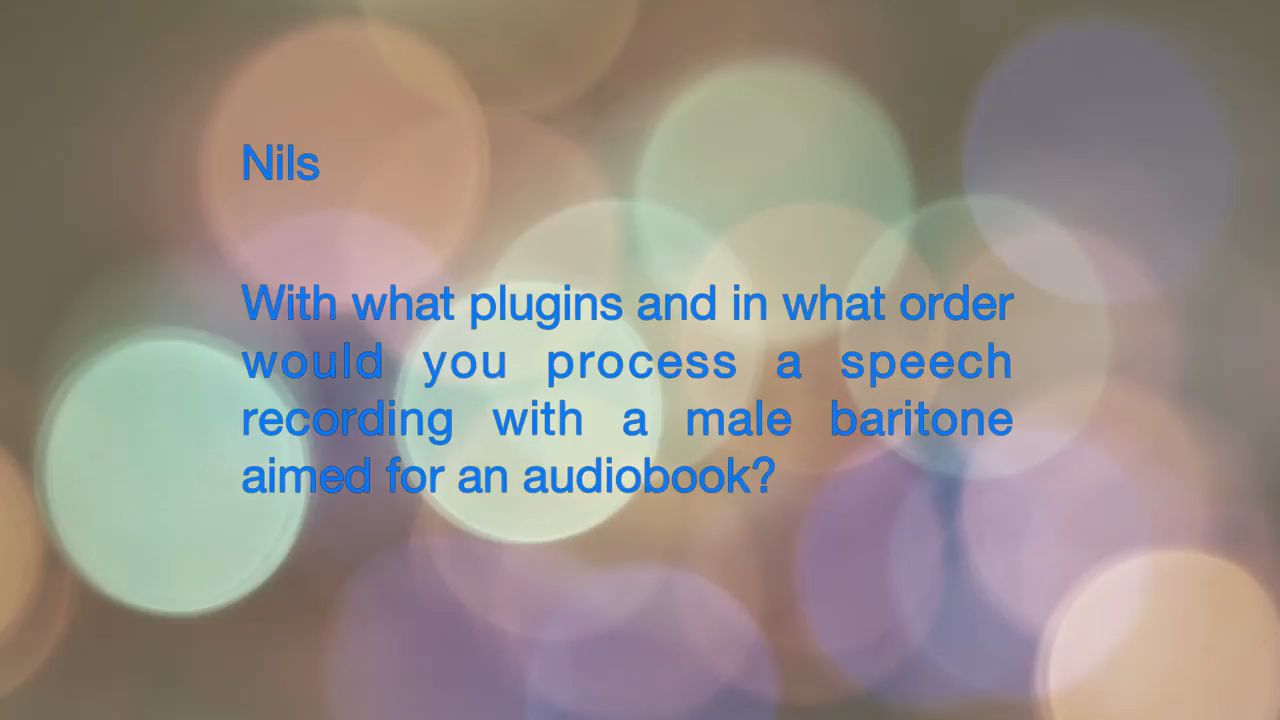 Nils
With what plugins and in what order
would you process a speech
recording with a male baritone
aimed for an audiobook?